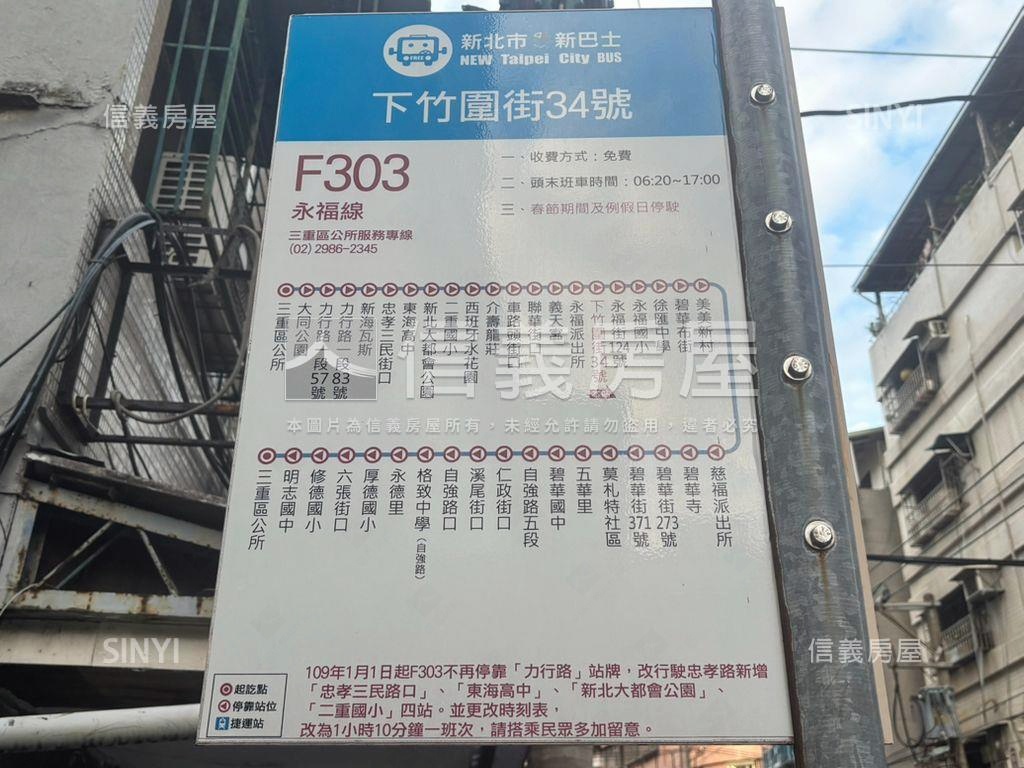 新北市 新巴士
NEW Taipei City BUS
FREE
下竹圍街34號
F303
永福線
三重區公所服務專線
(02) 2986-2345
一、收費方式：免費
二、頭末班車時間：06:20~17:00
三、春節期間及例假日停駛
三重區公所
大同公園
力行路一段57號
力行路一段83號
新海瓦斯
忠孝三民街口
東海高中
新北大都會公園
二重國小
西班牙水花園
介壽龍莊
車路頭街口
聯華街
義天宮
永福派出所
下竹圍街34號
永福街124號
永福國小
徐匯中學
碧華布街
美美新村
三重區公所
明志國中
修德國小
六張街口
厚德國小
永德里
格致中學（自強路）
自強路口
溪尾街口
仁政街口
自強路五段
碧華國中
五華里
莫札特社區
碧華街371號
碧華街273號
碧華寺
慈福派出所
起訖點
停靠站位
捷運站
109年1月1日起F303不再停靠「力行路」站牌，改行駛忠孝路新增
「忠孝三民路口」、「東海高中」、「新北大都會公園」、
「二重國小」四站。並更改時刻表，
改為1小時10分鐘一班次，請搭乘民眾多加留意。
信義房屋
SINYI
信義房屋
本圖片為信義房屋所有，未經允許請勿盜用，違者必究
SINYI
信義房屋